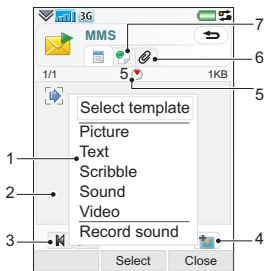 3G
7
MMS
6
1/1
5
1KB
5
Select template
Picture
1
Text
Scribble
2
Sound
Video
3
Record sound
4
Select
Close